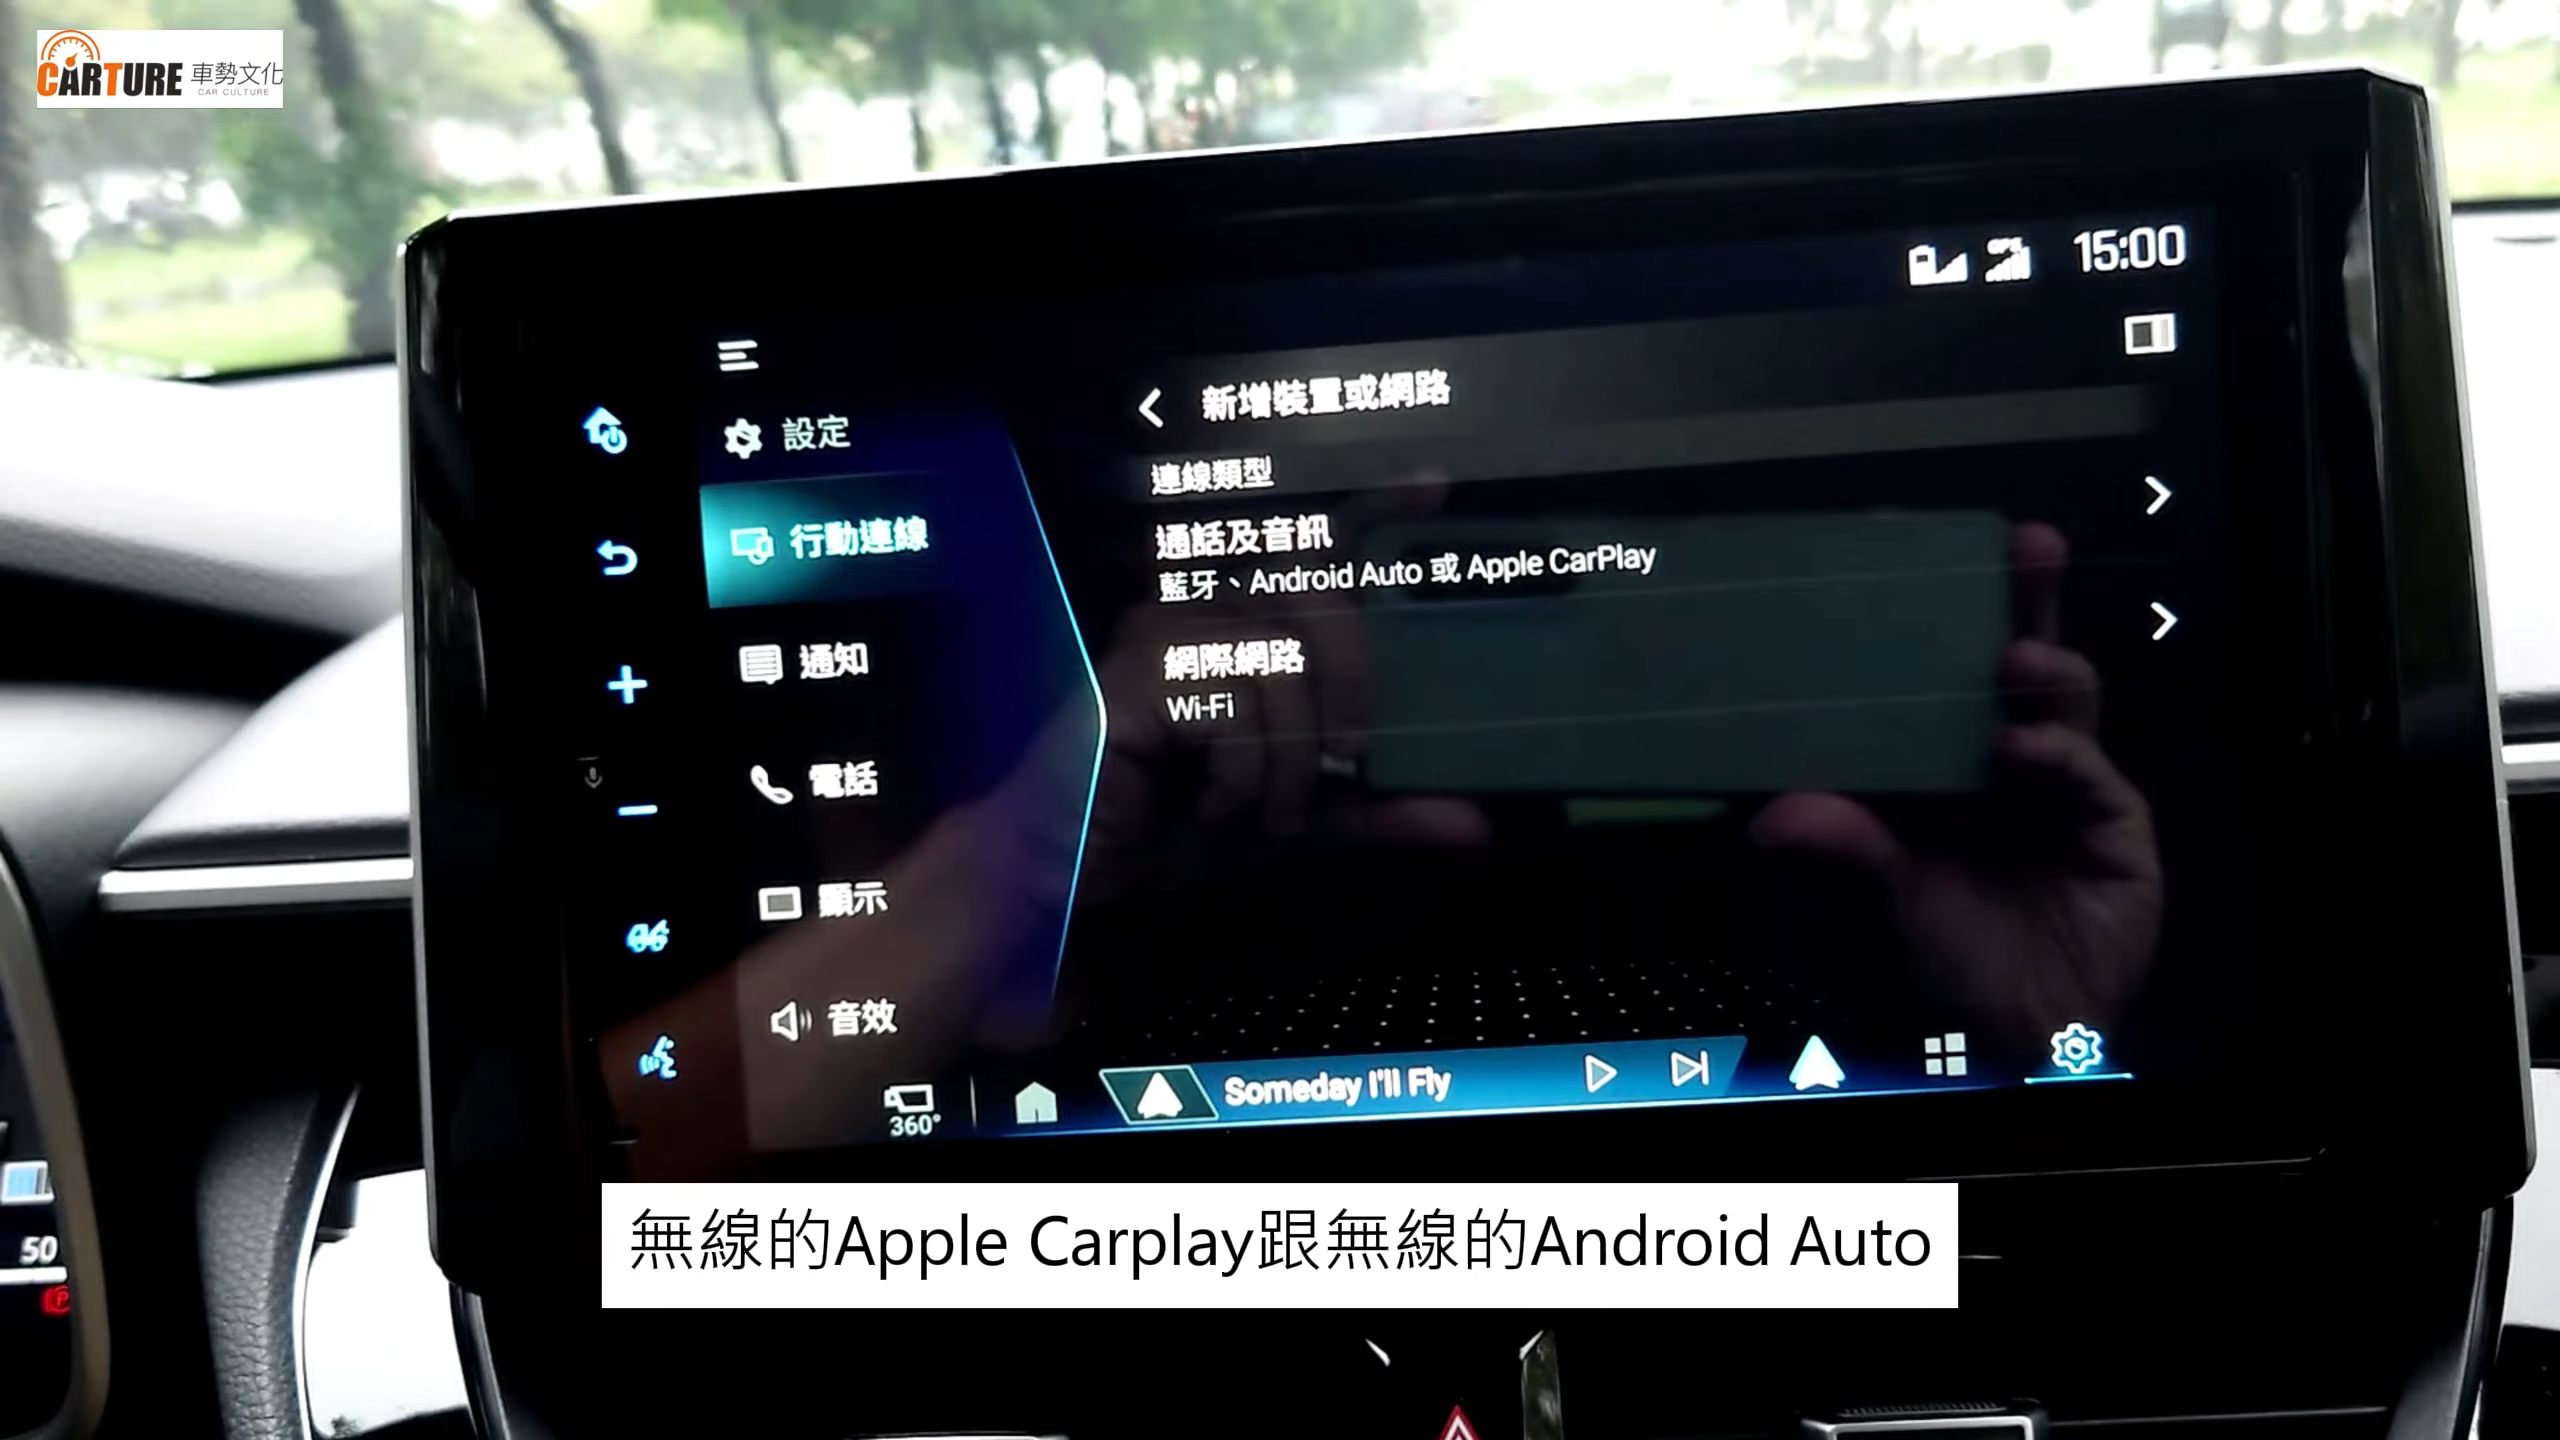 CARTURE 車勢文化
CAR CULTURE
GPS
15:00
設定
行動連線
通知
電話
顯示
音效
新增裝置或網路
連線類型
通話及音訊
藍牙、Android Auto 或 Apple CarPlay
網際網路
Wi-Fi
360°
Someday I'll Fly
50
無線的Apple Carplay跟無線的Android Auto